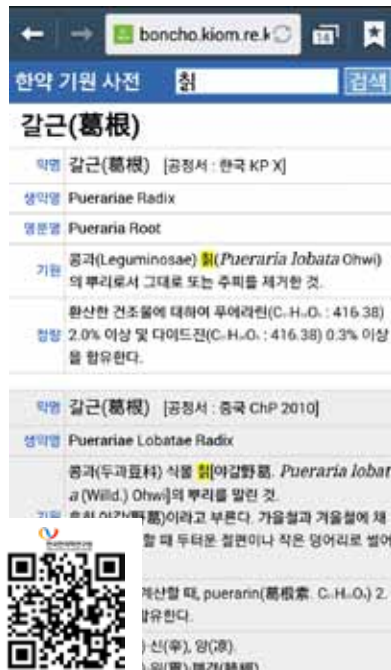 boncho.kiom.re.k
한약 기원 사전 칡 검색
갈근(葛根)
약명 갈근(葛根) [공정서 : 한국 KP X]
생약명 Puerariae Radix
영문명 Pueraria Root
기원 콩과(Leguminosae) 칡(Pueraria lobata Ohwi)
의 뿌리로서 그대로 또는 주피를 제거한 것.
환산한 건조물에 대하여 푸에라린(C H O : 416.38)
함량 2.0% 이상 및 다이드진(C H O : 416.38) 0.3% 이상
을 함유한다.
약명 갈근(葛根) [공정서 : 중국 ChP 2010]
생약명 Puerariae Lobatae Radix
콩과(두과豆科) 식물 칡[야갈野葛. Pueraria lobat
a (Willd.) Ohwi]의 뿌리를 말린 것.
기원 흔히 야갈(野葛)이라고 부른다. 가을철과 겨울철에 채
할 때 두터운 절편이나 작은 덩어리로 썰어
계산할 때, puerarin(葛根素. C H O ) 2.
함유한다.
신(辛), 양(凉).